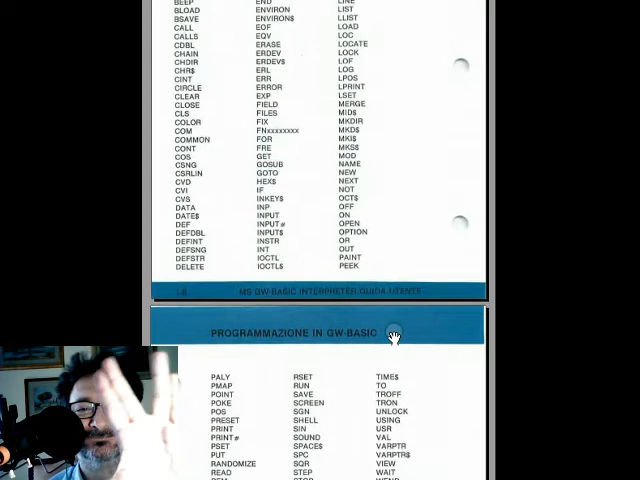 BEEP END LINE
BLOAD ENVIRON LIST
BSAVE ENVIRON$ LLIST
CALL EOF LOAD
CALLS EQV LOC
CDBL ERASE LOCATE
CHAIN ERDEV LOCK
CHDIR ERDEV$ LOF
CHR$ ERL LOG
CINT ERR LPOS
CIRCLE ERROR LPRINT
CLEAR EXP LSET
CLOSE FIELD MERGE
CLS FILES MID$
COLOR FIX MKDIR
COM FNxxxxxxxx MKD$
COMMON FOR MKI$
CONT FRE MKS$
COS GET MOD
CSNG GOSUB NAME
CSRLIN GOTO NEW
CVD HEX$ NEXT
CVI IF NOT
CVS INKEY$ OCT$
DATA INP OFF
DATE$ INPUT ON
DEF INPUT# OPEN
DEFDBL INPUT$ OPTION
DEFINT INSTR OR
DEFSNG INT OUT
DEFSTR IOCTL PAINT
DELETE IOCTL$ PEEK
1-8 MS GW-BASIC INTERPRETER GUIDA UTENTE
PROGRAMMAZIONE IN GW-BASIC
PALY RSET TIME$
PMAP RUN TO
POINT SAVE TROFF
POKE SCREEN TRON
POS SGN UNLOCK
PRESET SHELL USING
PRINT SIN USR
PRINT# SOUND VAL
PSET SPACE$ VARPTR
PUT SPC VARPTR$
RANDOMIZE SQR VIEW
READ STEP WAIT